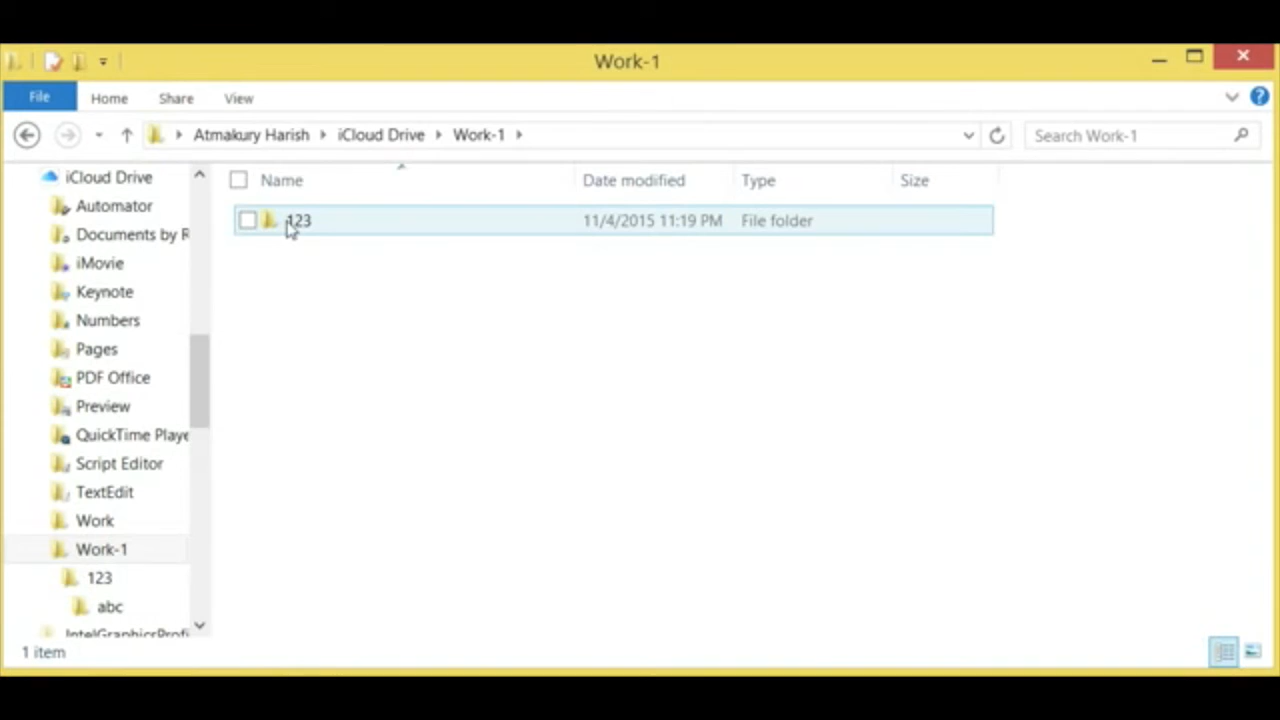 Work-1
File Home Share View
Atmakury Harish iCloud Drive Work-1
Search Work-1
Name Date modified Type Size
123 11/4/2015 11:19 PM File folder
iCloud Drive
Automator
Documents by R
iMovie
Keynote
Numbers
Pages
PDF Office
Preview
QuickTime Playe
Script Editor
TextEdit
Work
Work-1
123
abc
IntelGraphicsProfi
1 item